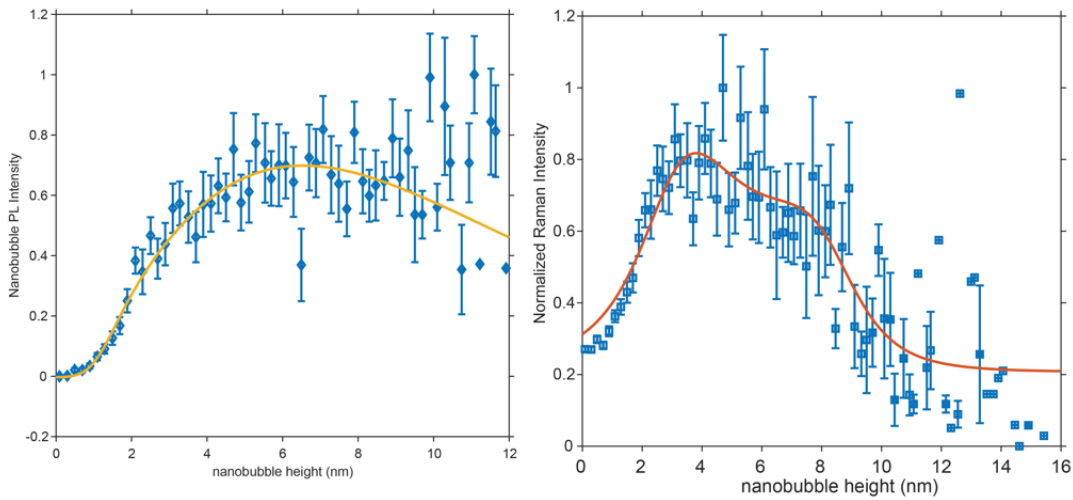 1.2
1
0.8
0.6
0.4
0.2
0
-0.2
Nanobubble PL Intensity
0 2 4 6 8 10 12
nanobubble height (nm)
1.2
1
0.8
0.6
0.4
0.2
0
Normalized Raman Intensity
0 2 4 6 8 10 12 14 16
nanobubble height (nm)